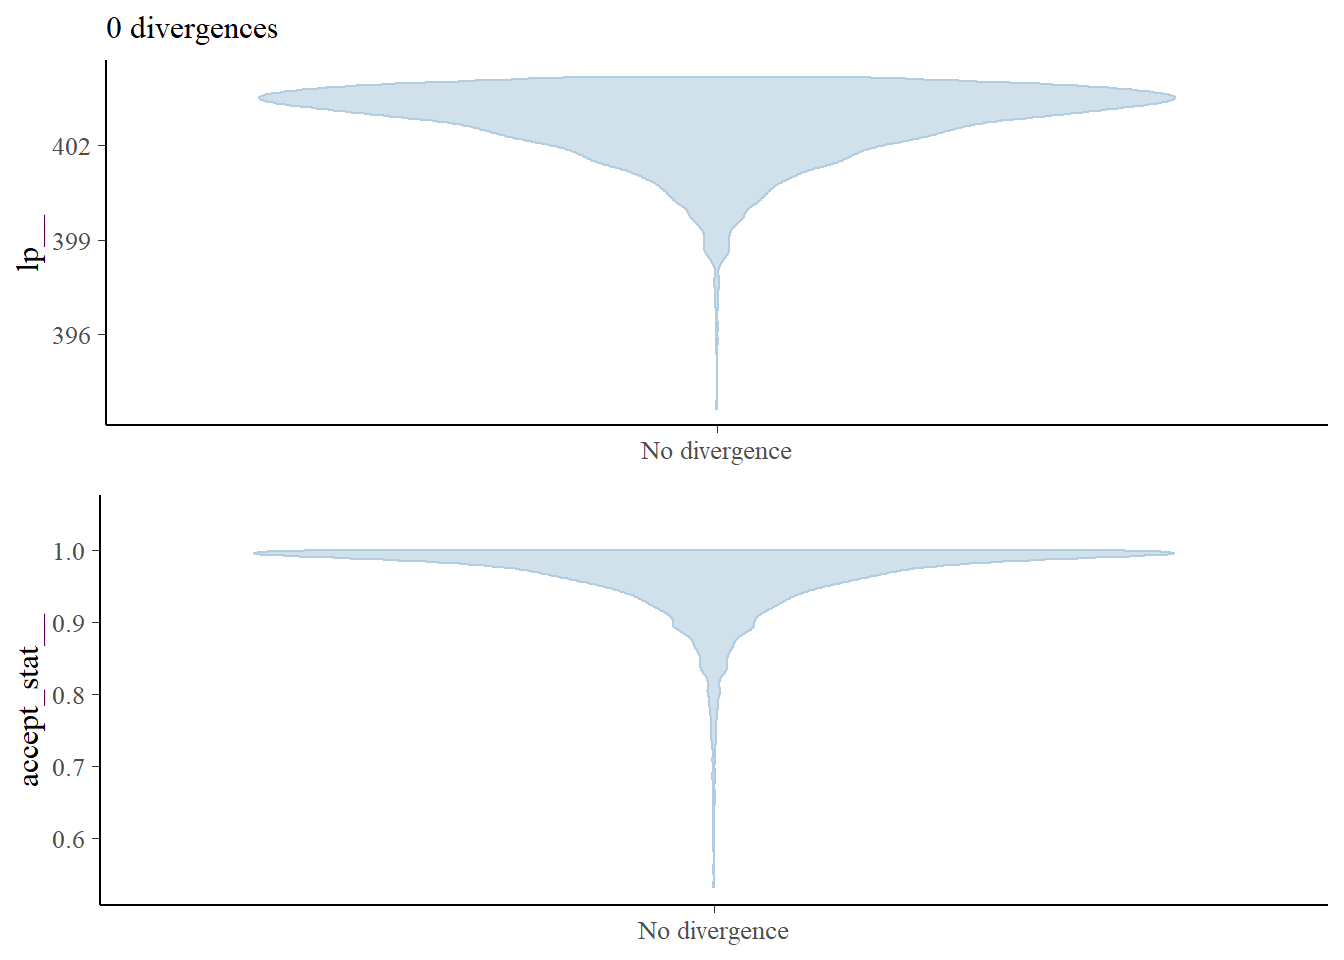 0 divergences
lp__
402
399
396
No divergence
accept_stat__
1.0
0.9
0.8
0.7
0.6
No divergence